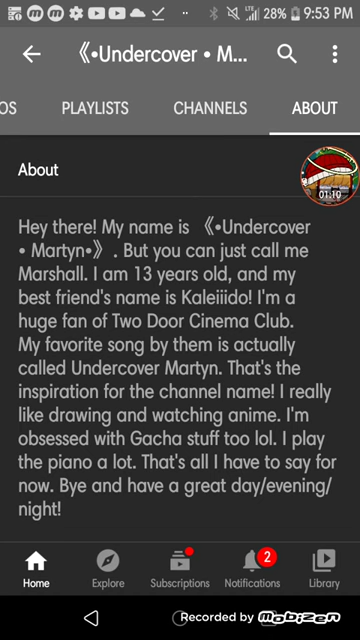 28% 9:53 PM
《•Undercover • M...
OS PLAYLISTS CHANNELS ABOUT
About
01:10
Hey there! My name is 《•Undercover
• Martyn•》 . But you can just call me
Marshall. I am 13 years old, and my
best friend's name is Kaleiiido! I'm a
huge fan of Two Door Cinema Club.
My favorite song by them is actually
called Undercover Martyn. That's the
inspiration for the channel name! I really
like drawing and watching anime. I'm
obsessed with Gacha stuff too lol. I play
the piano a lot. That's all I have to say for
now. Bye and have a great day/evening/
night!
2
Home Explore Subscriptions Notifications Library
Recorded by mobizen